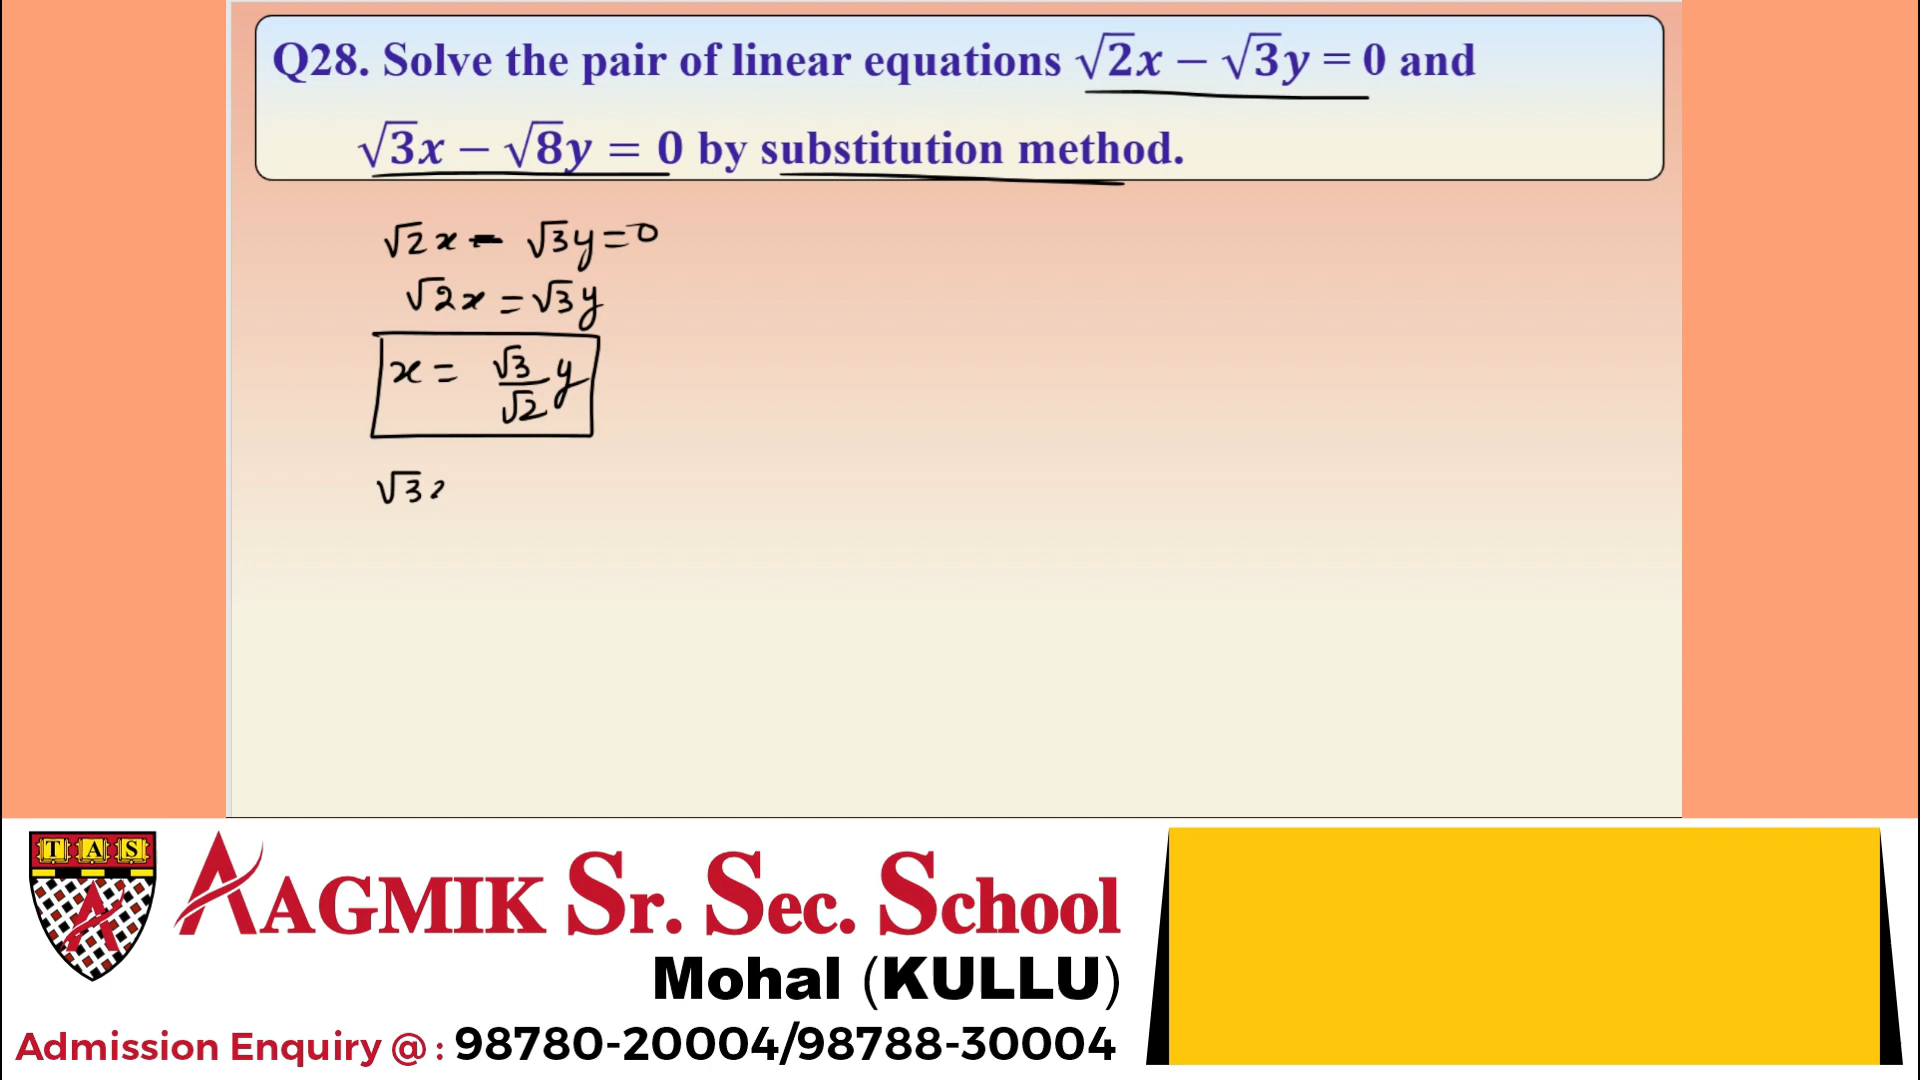 Q28. Solve the pair of linear equations √2x − √3y = 0 and
√3x − √8y = 0 by substitution method.
√2x - √3y=0
√2x = √3y
x = √3/√2 y
√3
TAS
AAGMIK Sr. Sec. School
Mohal (KULLU)
Admission Enquiry @ : 98780-20004/98788-30004